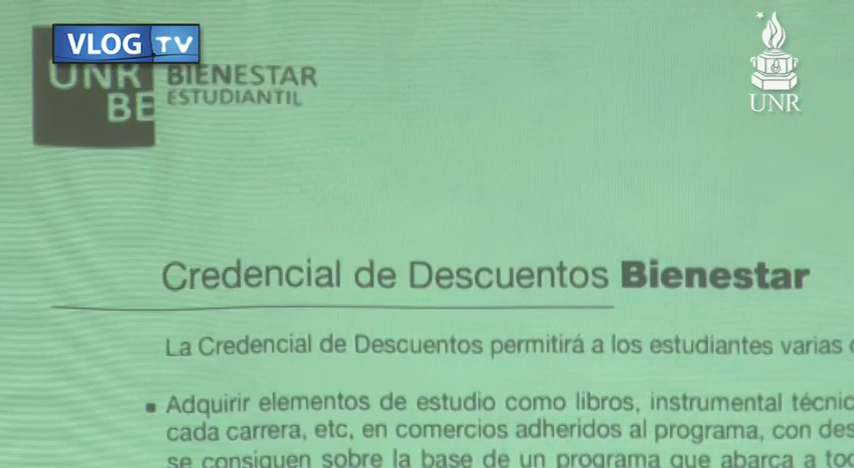 VLOG TV
UNR
BE
BIENESTAR
ESTUDIANTIL
UNR
Credencial de Descuentos Bienestar
La Credencial de Descuentos permitirá a los estudiantes varias
Adquirir elementos de estudio como libros, instrumental técnic
cada carrera, etc, en comercios adheridos al programa, con des
se consiguen sobre la base de un programa que abarca a tod